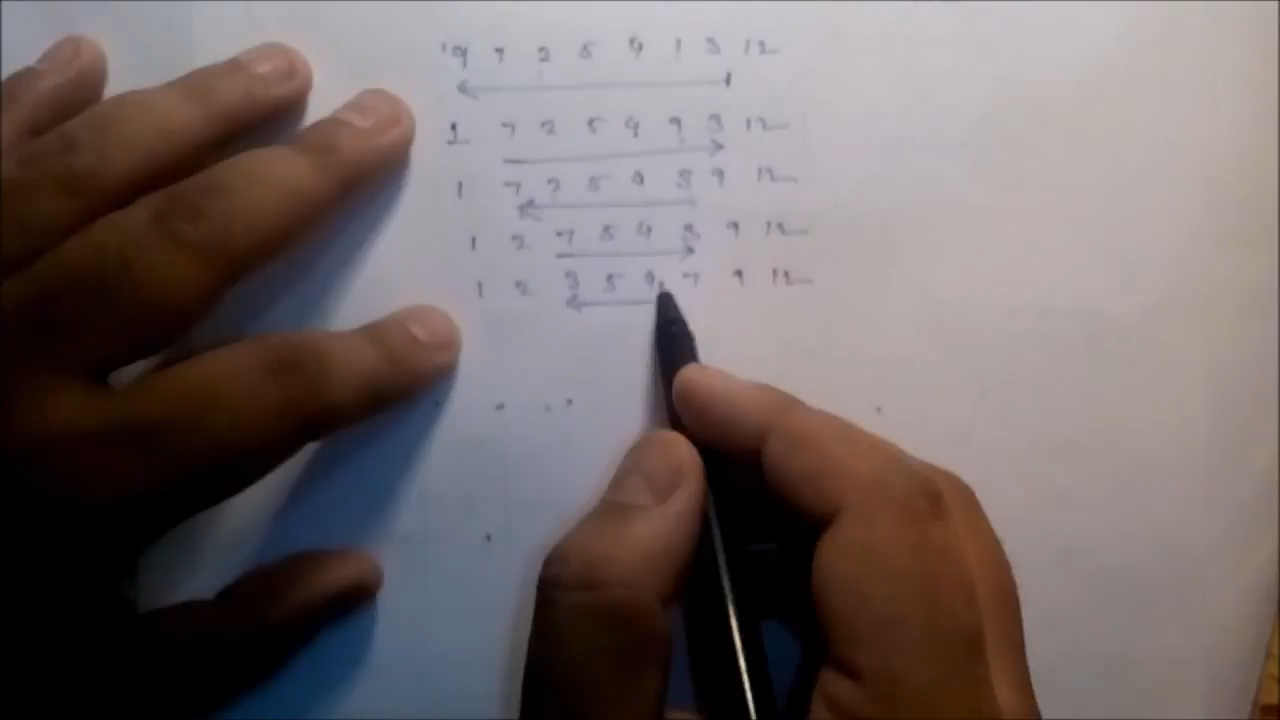 9 7 2 5 4 1 3 12
1 7 2 5 4 9 3 12
1 7 2 5 4 3 9 12
1 2 7 5 4 3 9 12
1 2 3 5 4 7 9 12